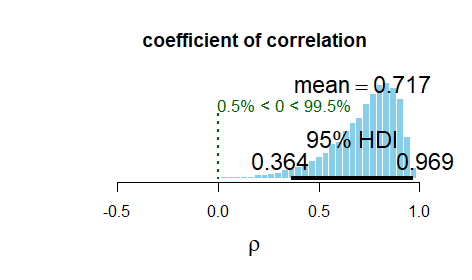 coefficient of correlation
mean = 0.717
0.5% < 0 < 99.5%
95% HDI
0.364 0.969
-0.5 0.0 0.5 1.0
ρ